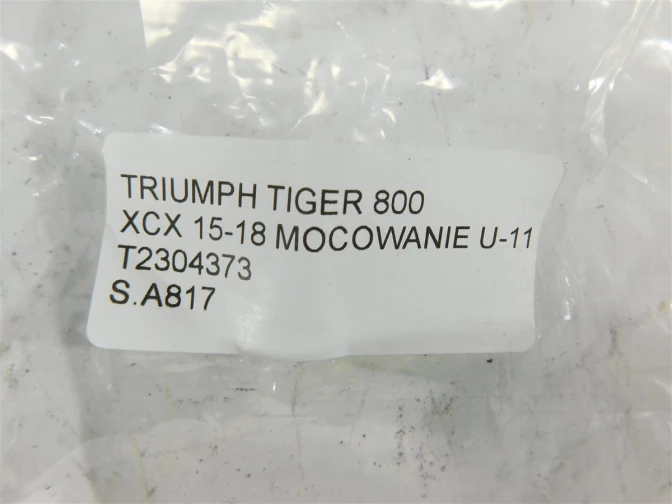 TRIUMPH TIGER 800
XCX 15-18 MOCOWANIE U-11
T2304373
S.A817